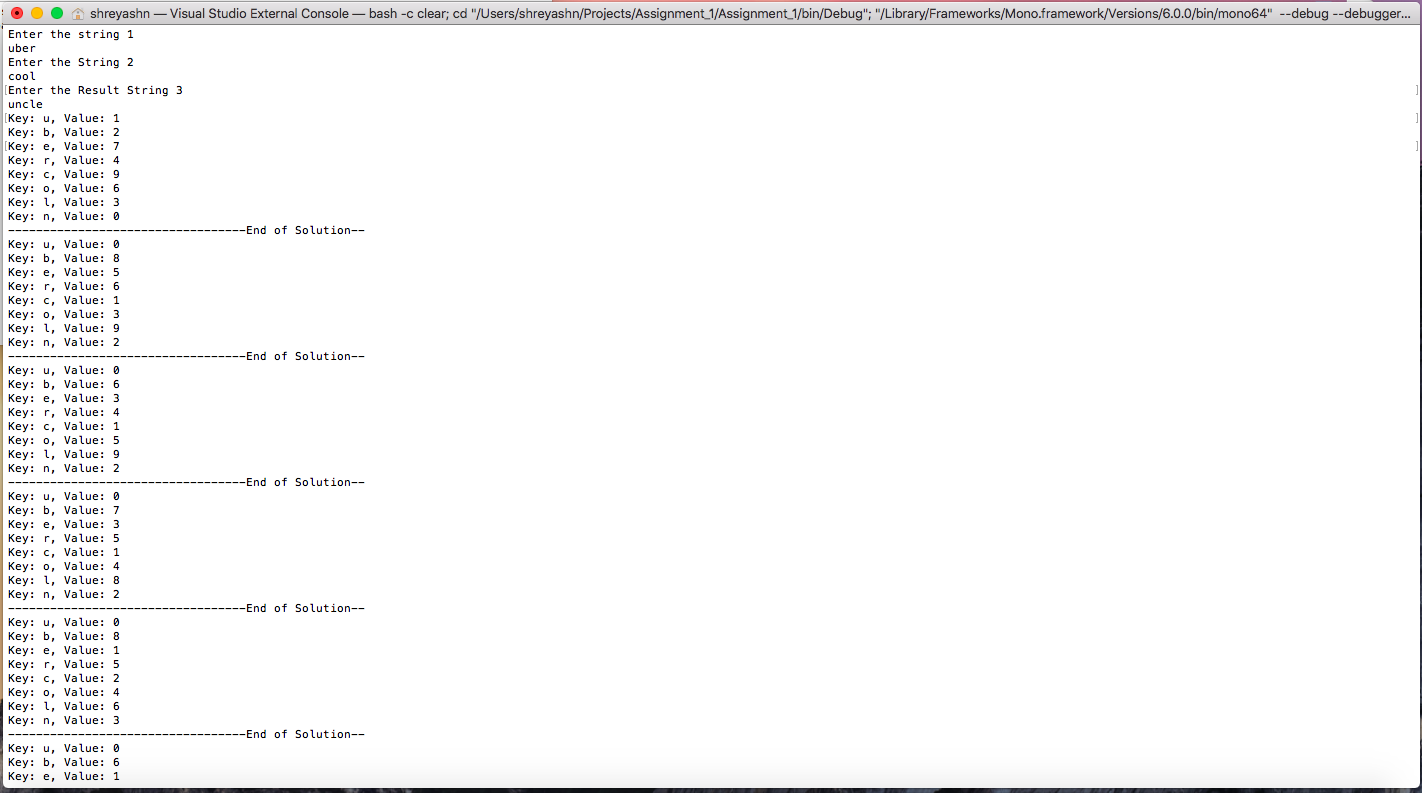 shreyashn — Visual Studio External Console — bash -c clear; cd "/Users/shreyashn/Projects/Assignment_1/Assignment_1/bin/Debug"; "/Library/Frameworks/Mono.framework/Versions/6.0.0/bin/mono64" --debug --debugger...
Enter the string 1
uber
Enter the String 2
cool
[Enter the Result String 3 ]
uncle
[Key: u, Value: 1 ]
Key: b, Value: 2
[Key: e, Value: 7 ]
Key: r, Value: 4
Key: c, Value: 9
Key: o, Value: 6
Key: l, Value: 3
Key: n, Value: 0
----------------------------------End of Solution--
Key: u, Value: 0
Key: b, Value: 8
Key: e, Value: 5
Key: r, Value: 6
Key: c, Value: 1
Key: o, Value: 3
Key: l, Value: 9
Key: n, Value: 2
----------------------------------End of Solution--
Key: u, Value: 0
Key: b, Value: 6
Key: e, Value: 3
Key: r, Value: 4
Key: c, Value: 1
Key: o, Value: 5
Key: l, Value: 9
Key: n, Value: 2
----------------------------------End of Solution--
Key: u, Value: 0
Key: b, Value: 7
Key: e, Value: 3
Key: r, Value: 5
Key: c, Value: 1
Key: o, Value: 4
Key: l, Value: 8
Key: n, Value: 2
----------------------------------End of Solution--
Key: u, Value: 0
Key: b, Value: 8
Key: e, Value: 1
Key: r, Value: 5
Key: c, Value: 2
Key: o, Value: 4
Key: l, Value: 6
Key: n, Value: 3
----------------------------------End of Solution--
Key: u, Value: 0
Key: b, Value: 6
Key: e, Value: 1